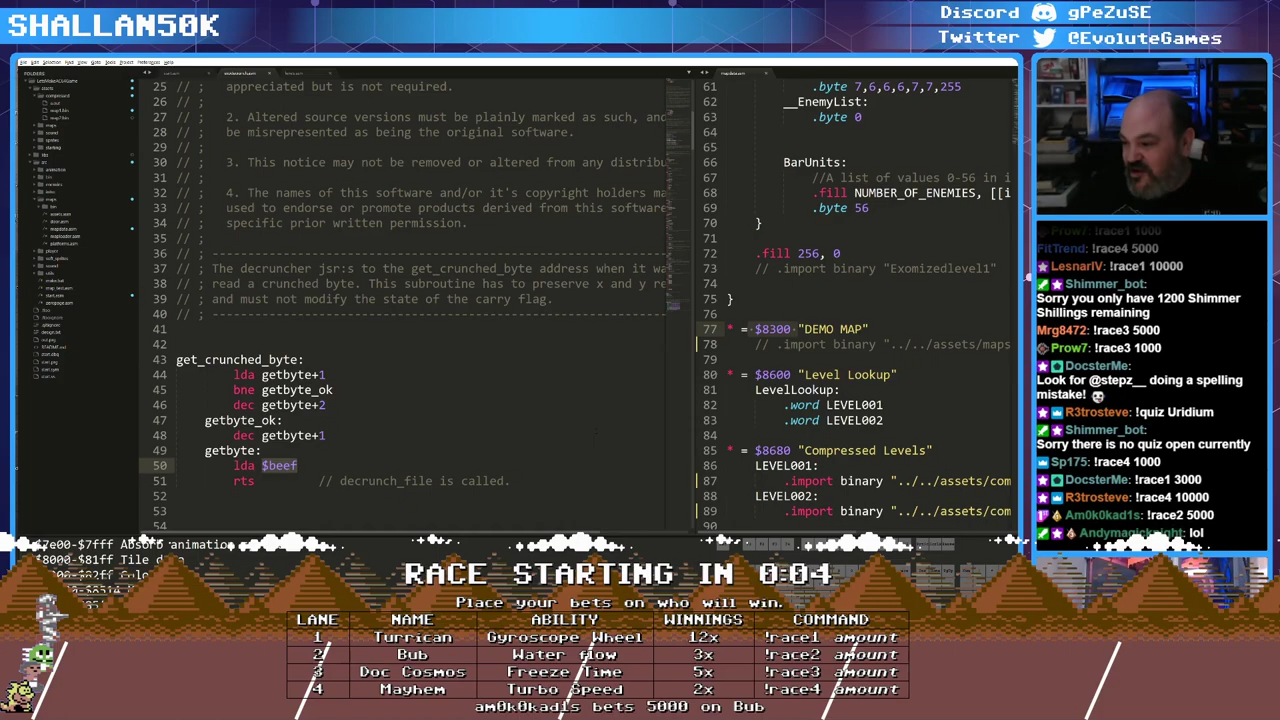 SHALLAN50K
Discord gPeZuSE
Twitter @EvoluteGames
FOLDERS
25 // ; appreciated but is not required.
26 // ;
27 // ; 2. Altered source versions must be plainly marked as such, and
28 // ; be misrepresented as being the original software.
29 // ;
30 // ; 3. This notice may not be removed or altered from any distribu
31 // ;
32 // ; 4. The names of this software and/or it's copyright holders ma
33 // ; used to endorse or promote products derived from this software
34 // ; specific prior written permission.
35 // ;
36 // ; -------------------------------------------------------------
37 // ; The decruncher jsr:s to the get_crunched_byte address when it wa
38 // ; read a crunched byte. This subroutine has to preserve x and y re
39 // ; and must not modify the state of the carry flag.
40 // ; -------------------------------------------------------------
41
42
43 get_crunched_byte:
44 lda getbyte+1
45 bne getbyte_ok
46 dec getbyte+2
47 getbyte_ok:
48 dec getbyte+1
49 getbyte:
50 lda $beef
51 rts // decrunch_file is called.
52
53
54
61 .byte 7,6,6,6,7,7,255
62 __EnemyList:
63 .byte 0
64
65
66 BarUnits:
67 //A list of values 0-56 in i
68 .fill NUMBER_OF_ENEMIES, [[i
69 .byte 56
70 }
71
72 .fill 256, 0
73 // .import binary "Exomizedlevel1"
74
75 }
76
77 * = $8300 "DEMO MAP"
78 // .import binary "../../assets/maps
79
80 * = $8600 "Level Lookup"
81 LevelLookup:
82 .word LEVEL001
83 .word LEVEL002
84
85 * = $8680 "Compressed Levels"
86 LEVEL001:
87 .import binary "../../assets/com
88 LEVEL002:
89 .import binary "../../assets/com
90
Prow7: !race1 1000
FitTrend: !race4 5000
LesnarIV: !race1 10000
Shimmer_bot:
Sorry you only have 1200 Shimmer
Shillings remaining
Mrg8472: !race3 5000
Prow7: !race3 1000
DocsterMe:
Look for @stepz__ doing a spelling
mistake!
R3trosteve: !quiz Uridium
Shimmer_bot:
Sorry there is no quiz open currently
Sp175: !race4 1000
DocsterMe: !race1 3000
R3trosteve: !race4 10000
Am0k0kad1s: !race2 5000
Andymagicknight: lol
$7e00-$7fff Absorb animation
RACE STARTING IN 0:04
Place your bets on who will win.
LANE NAME ABILITY WINNINGS COMMAND
1 Turrican Gyroscope Wheel 12x !race1 amount
2 Bub Water flow 3x !race2 amount
3 Doc Cosmos Freeze Time 5x !race3 amount
4 Mayhem Turbo Speed 2x !race4 amount
am0k0kad1s bets 5000 on Bub